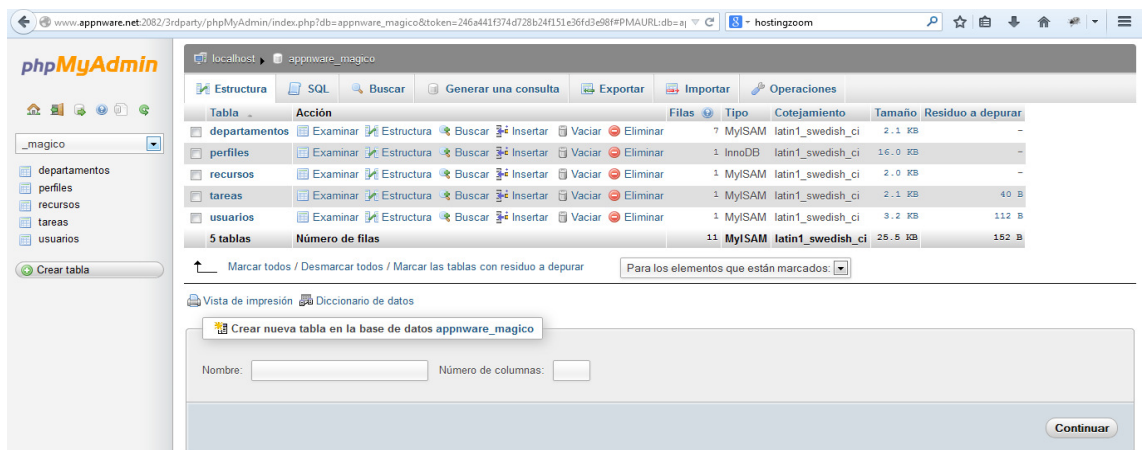 www.appnware.net:2082/3rdparty/phpMyAdmin/index.php?db=appnware_magico&token=246a441f374d728b24f151e36fd3e98f#PMAURL:db=a
hostingzoom
phpMyAdmin
_magico
departamentos
perfiles
recursos
tareas
usuarios
Crear tabla
localhost appnware_magico
Estructura SQL Buscar Generar una consulta Exportar Importar Operaciones
Tabla Acción Filas Tipo Cotejamiento Tamaño Residuo a depurar
departamentos Examinar Estructura Buscar Insertar Vaciar Eliminar 7 MyISAM latin1_swedish_ci 2.1 KB -
perfiles Examinar Estructura Buscar Insertar Vaciar Eliminar 1 InnoDB latin1_swedish_ci 16.0 KB -
recursos Examinar Estructura Buscar Insertar Vaciar Eliminar 1 MyISAM latin1_swedish_ci 2.0 KB -
tareas Examinar Estructura Buscar Insertar Vaciar Eliminar 1 MyISAM latin1_swedish_ci 2.1 KB 40 B
usuarios Examinar Estructura Buscar Insertar Vaciar Eliminar 1 MyISAM latin1_swedish_ci 3.2 KB 112 B
5 tablas Número de filas 11 MyISAM latin1_swedish_ci 25.5 KB 152 B
Marcar todos / Desmarcar todos / Marcar las tablas con residuo a depurar Para los elementos que están marcados:
Vista de impresión Diccionario de datos
Crear nueva tabla en la base de datos appnware_magico
Nombre: Número de columnas:
Continuar